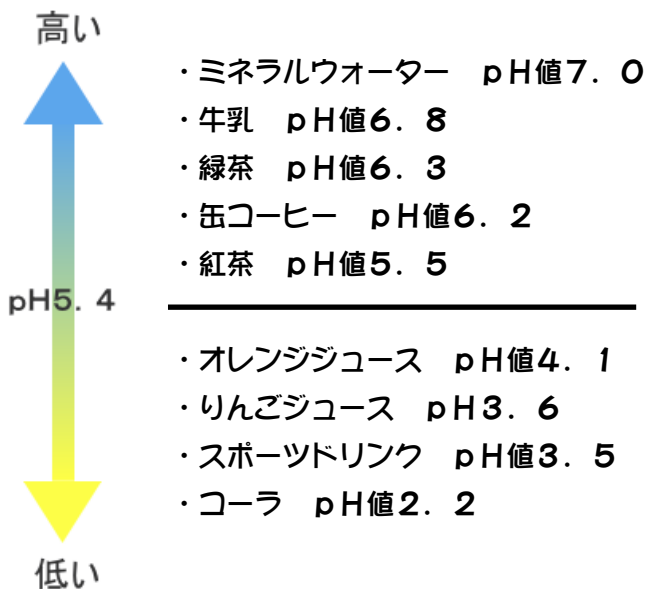 高い
・ミネラルウォーター　ｐＨ値７．０
・牛乳　ｐＨ値６．８
・緑茶　ｐＨ値６．３
・缶コーヒー　ｐＨ値６．２
・紅茶　ｐＨ値５．５
pH５．４
・オレンジジュース　ｐＨ値４．１
・りんごジュース　ｐＨ３．６
・スポーツドリンク　ｐＨ値３．５
・コーラ　ｐＨ値２．２
低い